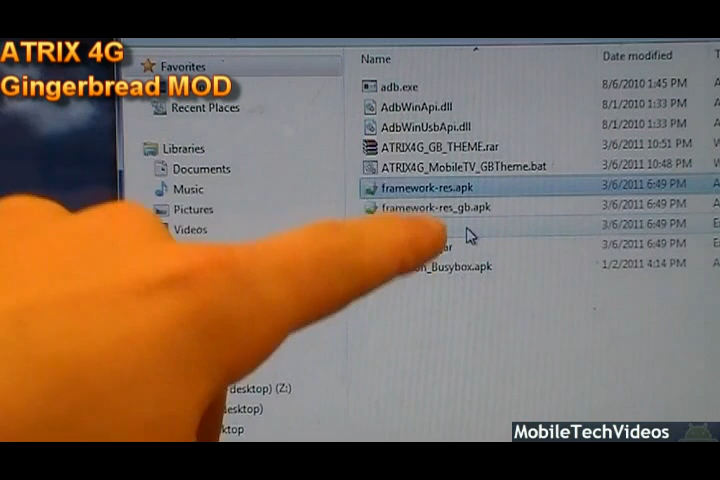 ATRIX 4G
Gingerbread MOD
Favorites
Recent Places
Libraries
Documents
Music
Pictures
Videos
desktop) (Z:)
esktop)
ktop
Name Date modified
adb.exe 8/6/2010 1:45 PM
AdbWinApi.dll 8/1/2010 1:33 PM
AdbWinUsbApi.dll 8/1/2010 1:33 PM
ATRIX4G_GB_THEME.rar 3/6/2011 10:51 PM
ATRIX4G_MobileTV_GBTheme.bat 3/6/2011 10:48 PM
framework-res.apk 3/6/2011 6:49 PM
framework-res_gb.apk 3/6/2011 6:49 PM
3/6/2011 6:49 PM
3/6/2011 6:49 PM
n_Busybox.apk 1/2/2011 4:14 PM
MobileTechVideos